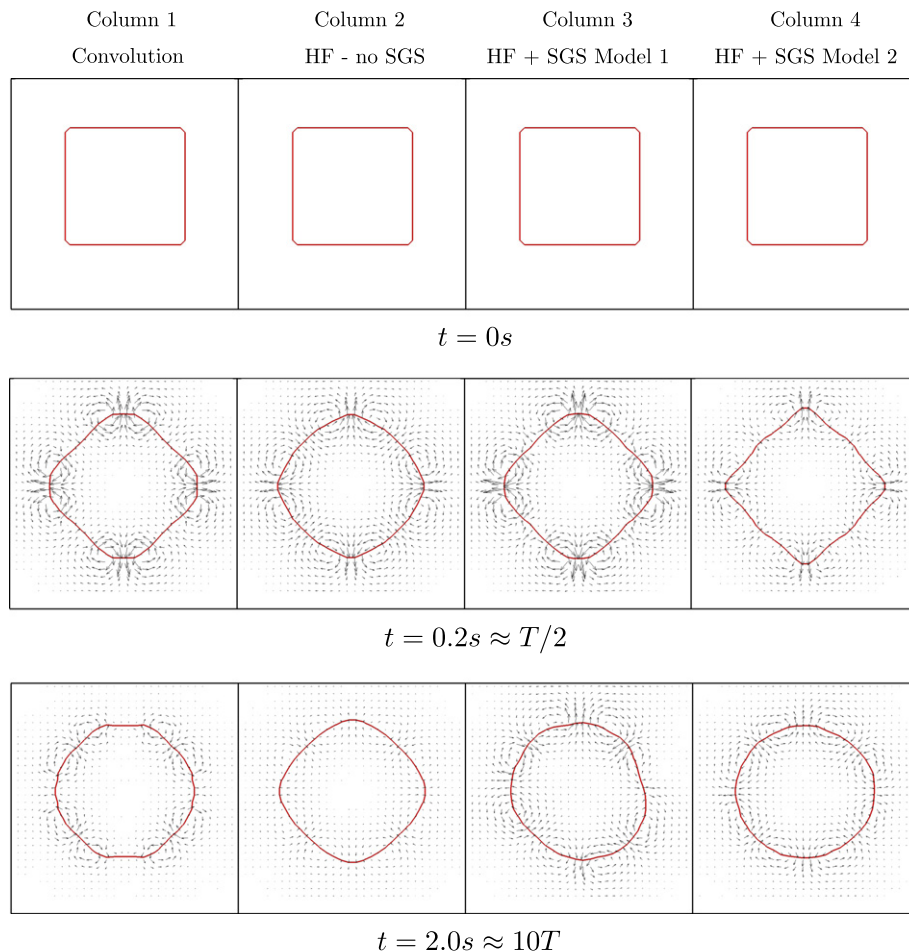 Column 1 Column 2 Column 3 Column 4
Convolution HF - no SGS HF + SGS Model 1 HF + SGS Model 2
t = 0s
t = 0.2s ≈ T/2
t = 2.0s ≈ 10T